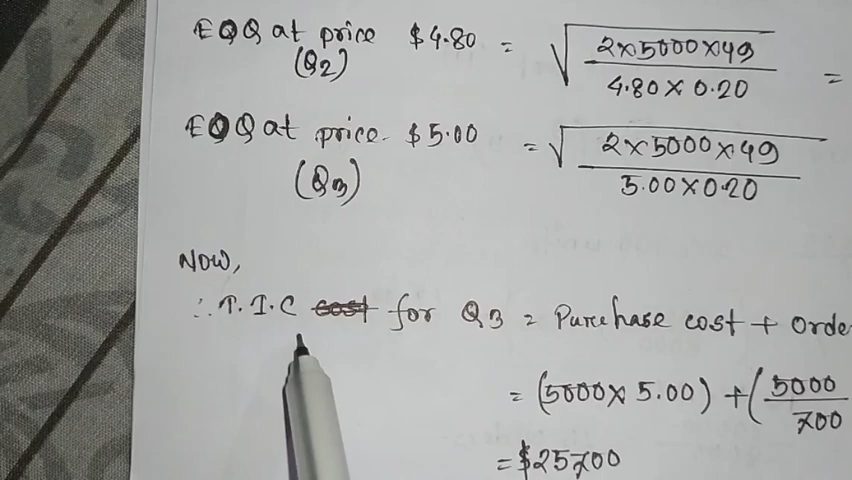 EOQ at price $4.80 = √ 2×5000×49 / 4.80×0.20 =
(Q2)
EOQ at price $5.00 = √ 2×5000×49 / 5.00×0.20
(Q3)
Now,
∴ T.I.C for Q3 = Purchase cost + Orde
= (5000×5.00) + (5000/700
= $25700